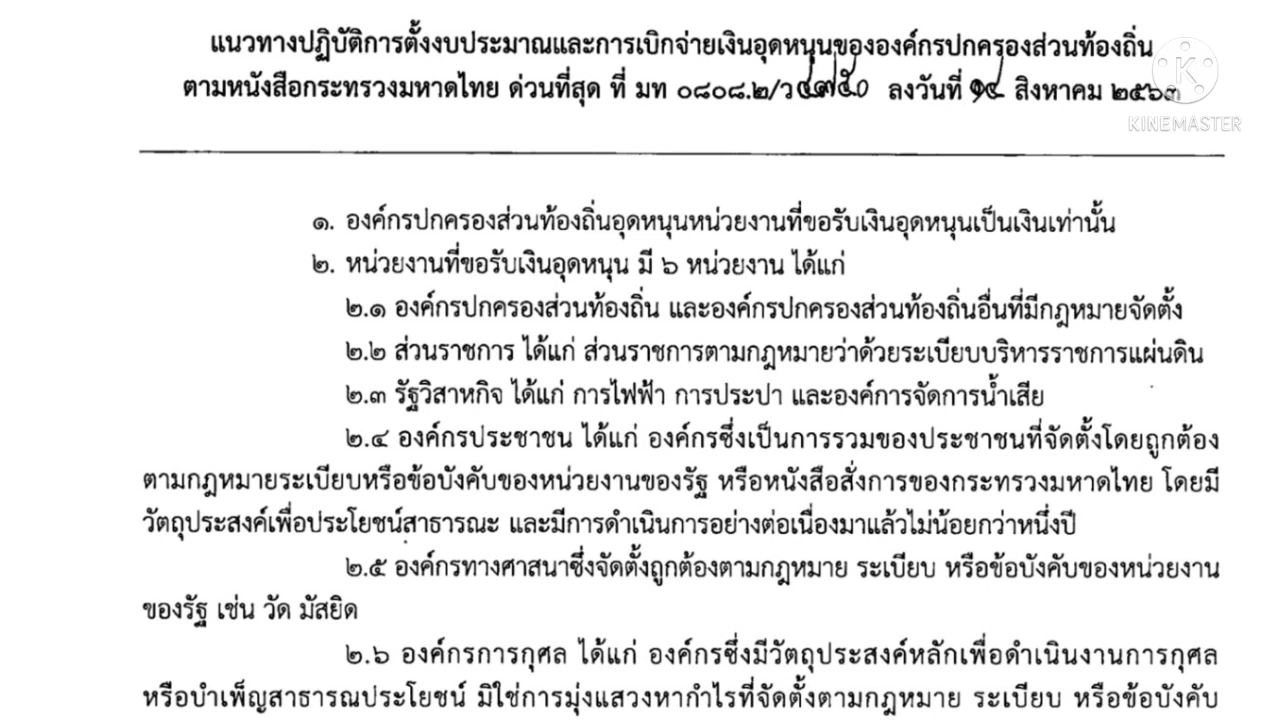 แนวทางปฏิบัติการตั้งงบประมาณและการเบิกจ่ายเงินอุดหนุนขององค์กรปกครองส่วนท้องถิ่น
ตามหนังสือกระทรวงมหาดไทย ด่วนที่สุด ที่ มท ๐๘๐๘.๒/ว๔๗๕๐ ลงวันที่ ๑๔ สิงหาคม ๒๕๖๓
KINEMASTER
๑. องค์กรปกครองส่วนท้องถิ่นอุดหนุนหน่วยงานที่ขอรับเงินอุดหนุนเป็นเงินเท่านั้น
๒. หน่วยงานที่ขอรับเงินอุดหนุน มี ๖ หน่วยงาน ได้แก่
๒.๑ องค์กรปกครองส่วนท้องถิ่น และองค์กรปกครองส่วนท้องถิ่นอื่นที่มีกฎหมายจัดตั้ง
๒.๒ ส่วนราชการ ได้แก่ ส่วนราชการตามกฎหมายว่าด้วยระเบียบบริหารราชการแผ่นดิน
๒.๓ รัฐวิสาหกิจ ได้แก่ การไฟฟ้า การประปา และองค์การจัดการน้ำเสีย
๒.๔ องค์กรประชาชน ได้แก่ องค์กรซึ่งเป็นการรวมของประชาชนที่จัดตั้งโดยถูกต้อง
ตามกฎหมายระเบียบหรือข้อบังคับของหน่วยงานของรัฐ หรือหนังสือสั่งการของกระทรวงมหาดไทย โดยมี
วัตถุประสงค์เพื่อประโยชน์สาธารณะ และมีการดำเนินการอย่างต่อเนื่องมาแล้วไม่น้อยกว่าหนึ่งปี
๒.๕ องค์กรทางศาสนาซึ่งจัดตั้งถูกต้องตามกฎหมาย ระเบียบ หรือข้อบังคับของหน่วยงาน
ของรัฐ เช่น วัด มัสยิด
๒.๖ องค์กรการกุศล ได้แก่ องค์กรซึ่งมีวัตถุประสงค์หลักเพื่อดำเนินงานการกุศล
หรือบำเพ็ญสาธารณประโยชน์ มิใช่การมุ่งแสวงหากำไรที่จัดตั้งตามกฎหมาย ระเบียบ หรือข้อบังคับ